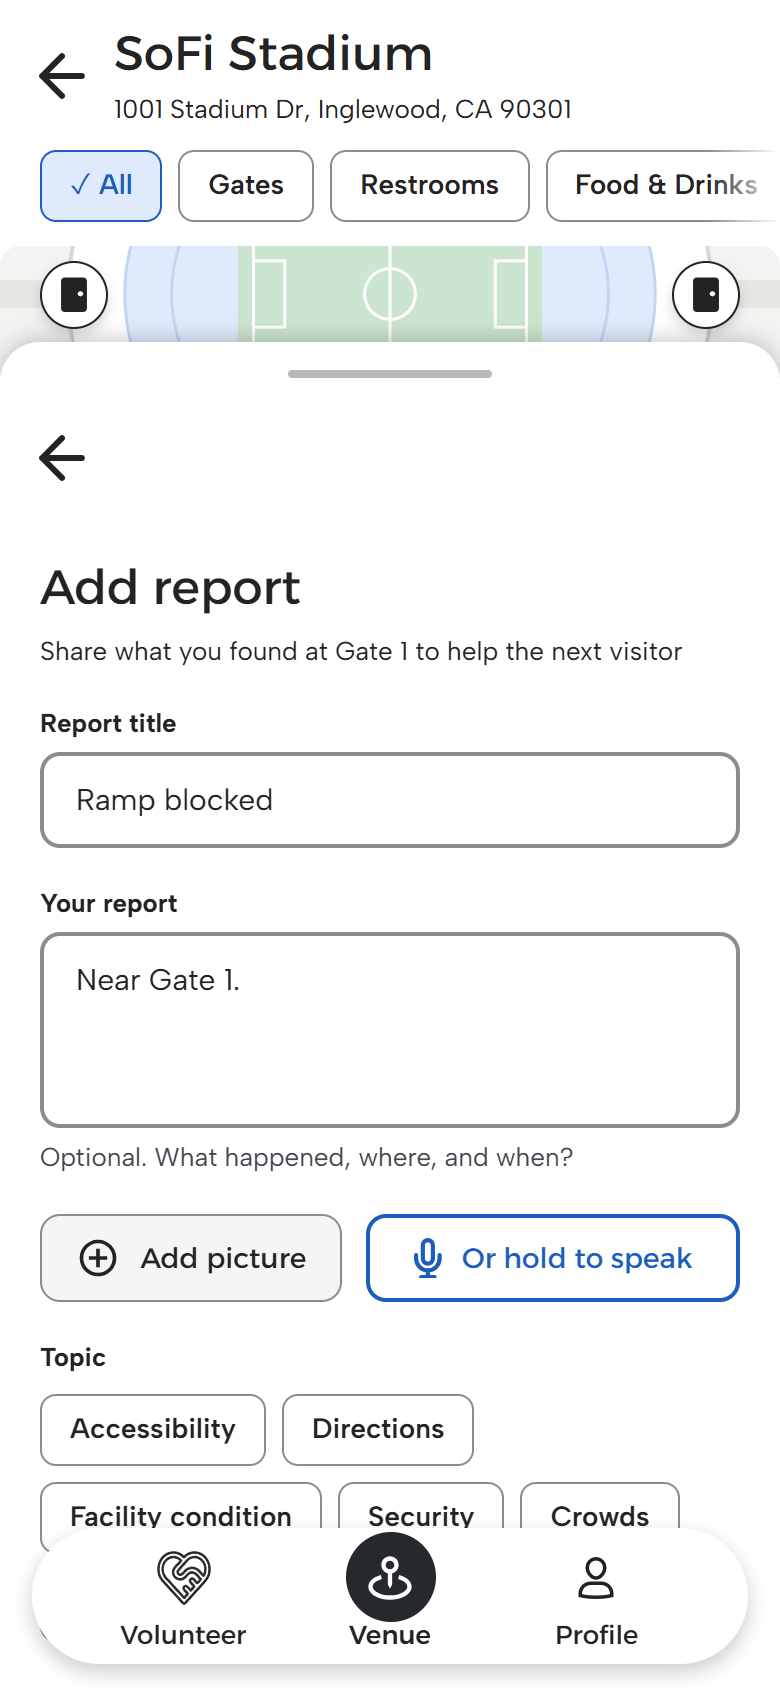 SoFi Stadium
1001 Stadium Dr, Inglewood, CA 90301
✓ All
Gates
Restrooms
Food & Drinks
Add report
Share what you found at Gate 1 to help the next visitor
Report title
Ramp blocked
Your report
Near Gate 1.
Optional. What happened, where, and when?
Add picture
Or hold to speak
Topic
Accessibility
Directions
Facility condition
Security
Crowds
Volunteer
Venue
Profile